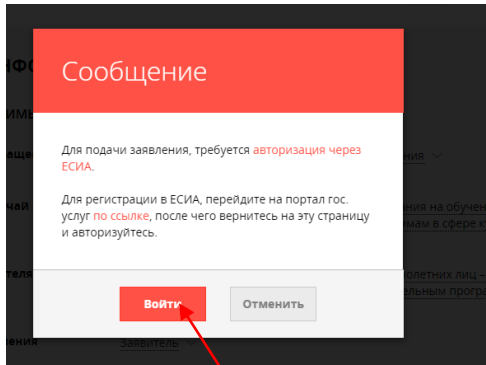 Сообщение
Для подачи заявления, требуется авторизация через
ЕСИА.
Для регистрации в ЕСИА, перейдите на портал гос.
услуг по ссылке, после чего вернитесь на эту страницу
и авторизуйтесь.
Войти
Отменить
Заявитель